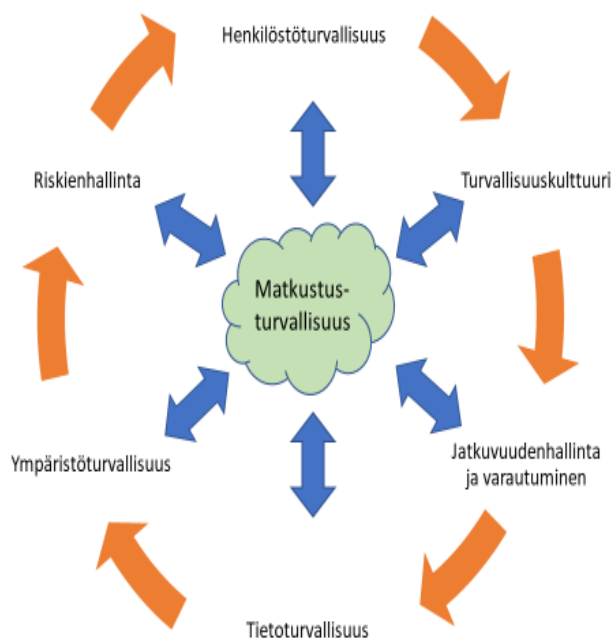 Henkilöstöturvallisuus
Riskienhallinta
Turvallisuuskulttuuri
Matkustus-
turvallisuus
Ympäristöturvallisuus
Jatkuvuudenhallinta
ja varautuminen
Tietoturvallisuus